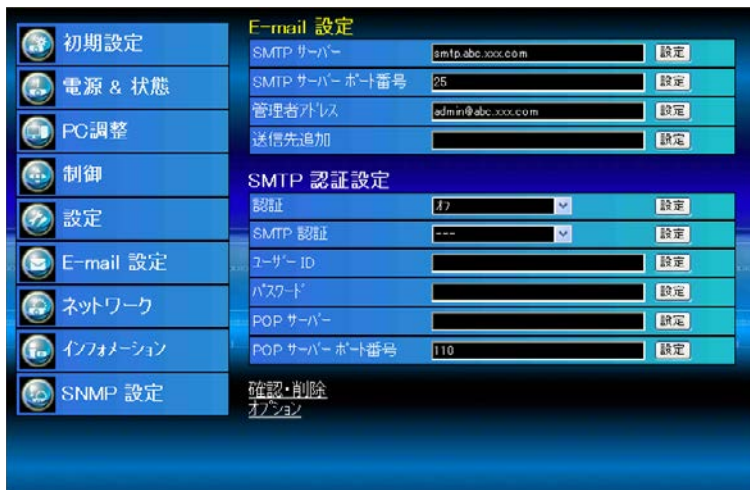 初期設定
電源 & 状態
PC調整
制御
設定
E-mail 設定
ネットワーク
インフォメーション
SNMP 設定
E-mail 設定
SMTP サーバー smtp.abc.xxx.com 設定
SMTP サーバー ポート番号 25 設定
管理者アドレス admin@abc.xxx.com 設定
送信先追加 設定
SMTP 認証設定
認証 オフ 設定
SMTP 認証 --- 設定
ユーザー ID 設定
パスワード 設定
POP サーバー 設定
POP サーバー ポート番号 110 設定
確認・削除
オプション